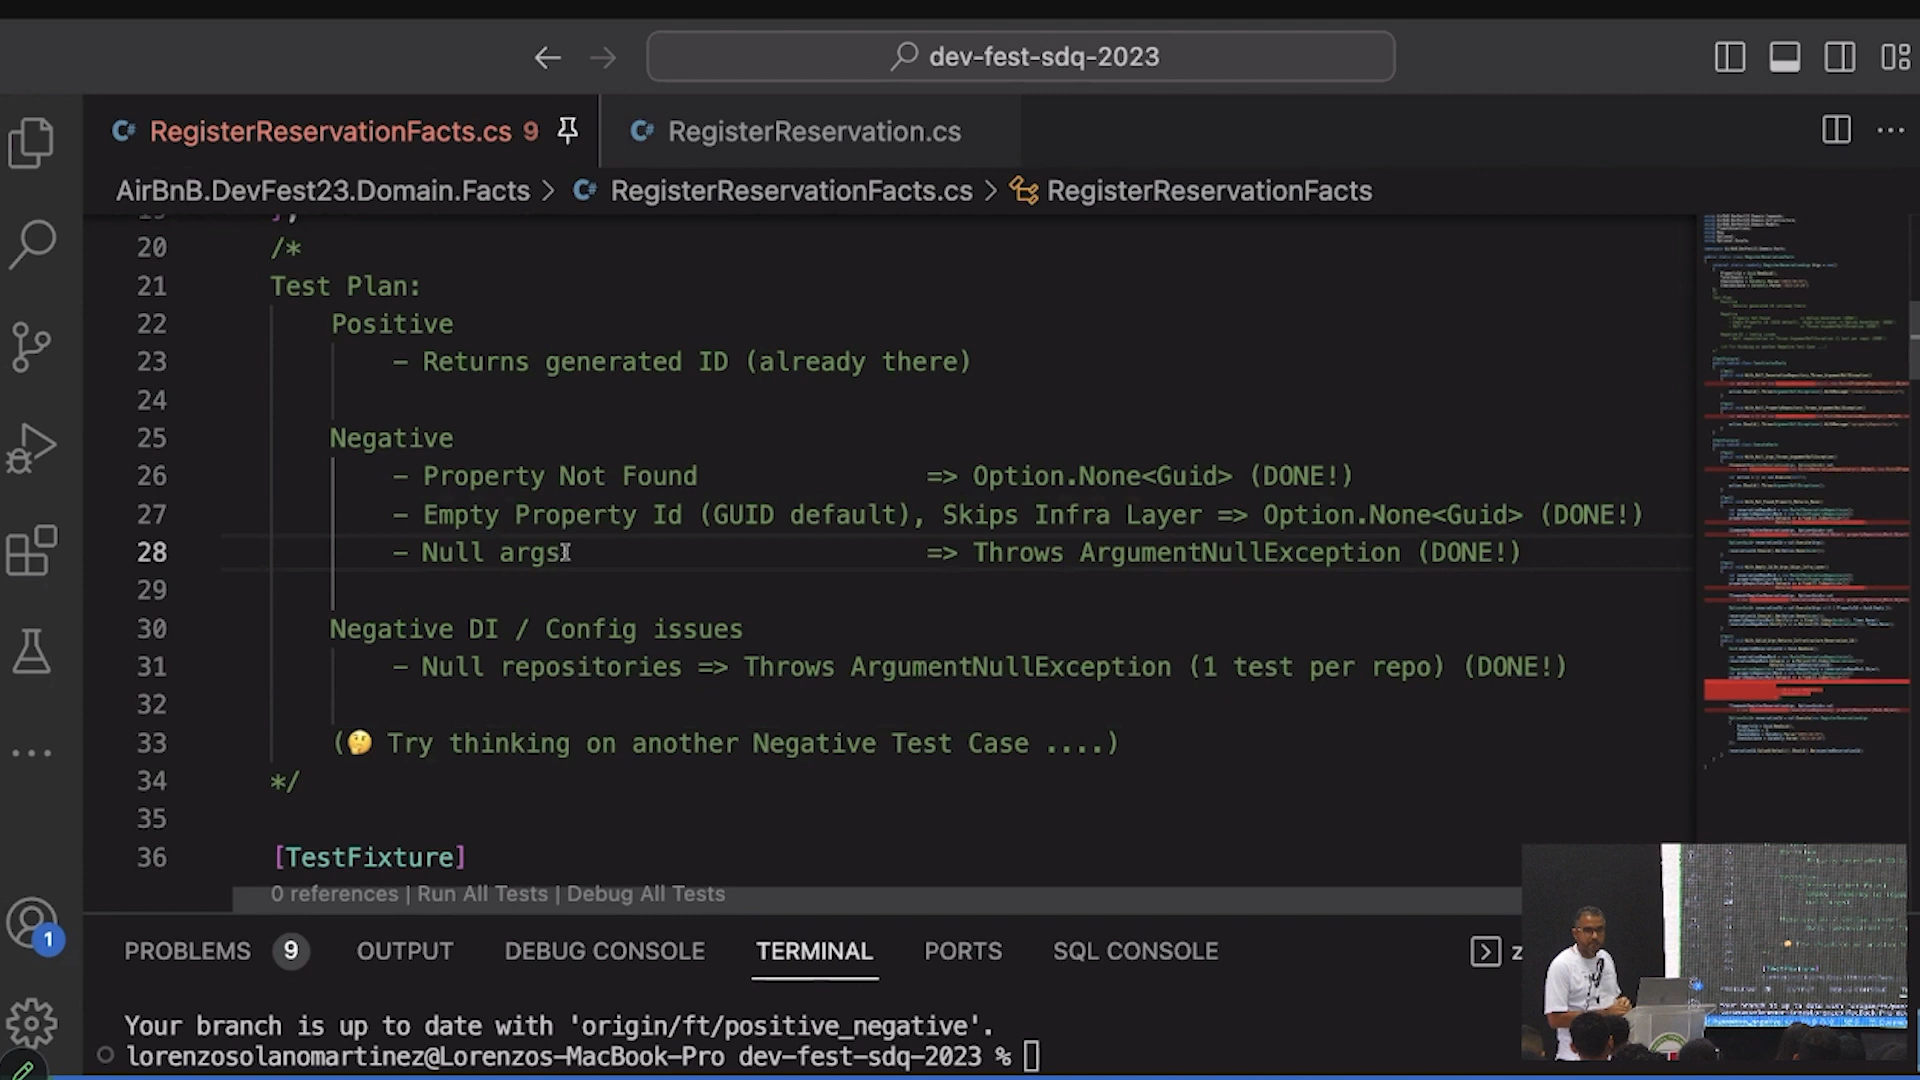 dev-fest-sdq-2023
RegisterReservationFacts.cs 9
RegisterReservation.cs
AirBnB.DevFest23.Domain.Facts > RegisterReservationFacts.cs > RegisterReservationFacts
20 /*
21 Test Plan:
22 Positive
23 - Returns generated ID (already there)
24
25 Negative
26 - Property Not Found => Option.None<Guid> (DONE!)
27 - Empty Property Id (GUID default), Skips Infra Layer => Option.None<Guid> (DONE!)
28 - Null args => Throws ArgumentNullException (DONE!)
29
30 Negative DI / Config issues
31 - Null repositories => Throws ArgumentNullException (1 test per repo) (DONE!)
32
33 (🤔 Try thinking on another Negative Test Case ....)
34 */
35
36 [TestFixture]
0 references | Run All Tests | Debug All Tests
1
PROBLEMS 9 OUTPUT DEBUG CONSOLE TERMINAL PORTS SQL CONSOLE z
Your branch is up to date with 'origin/ft/positive_negative'.
lorenzosolanomartinez@Lorenzos-MacBook-Pro dev-fest-sdq-2023 %